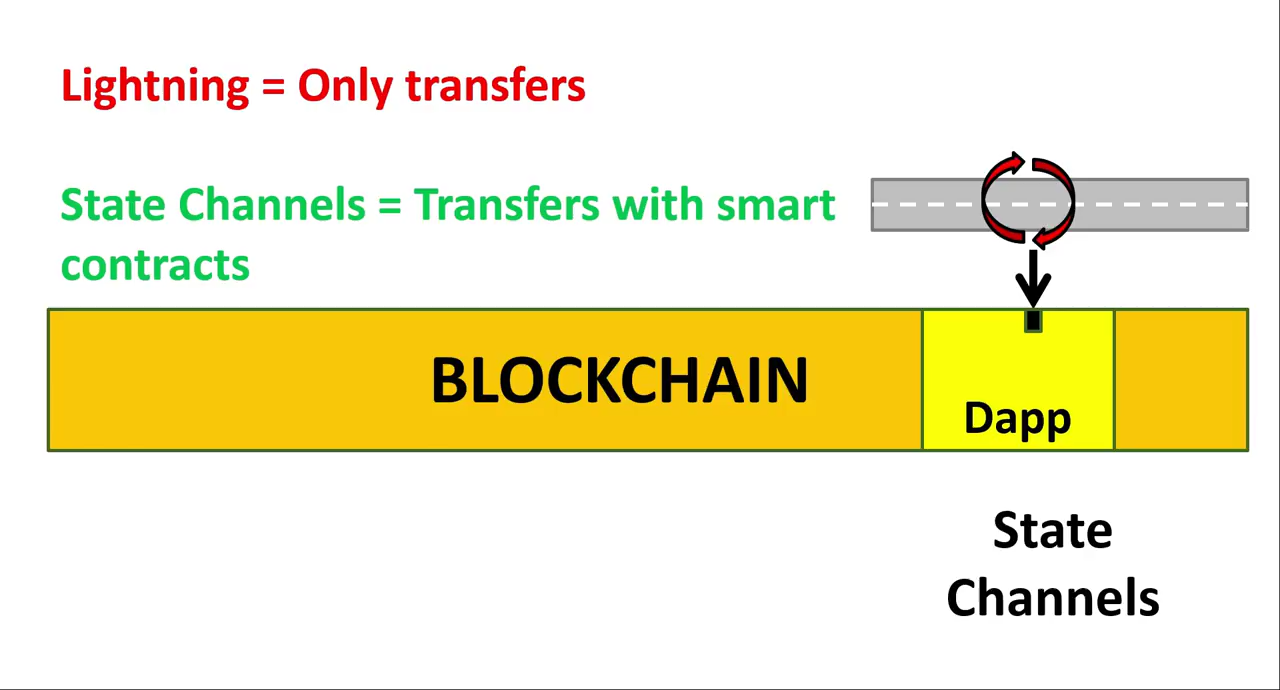 Lightning = Only transfers
State Channels = Transfers with smart
contracts
BLOCKCHAIN
Dapp
State
Channels